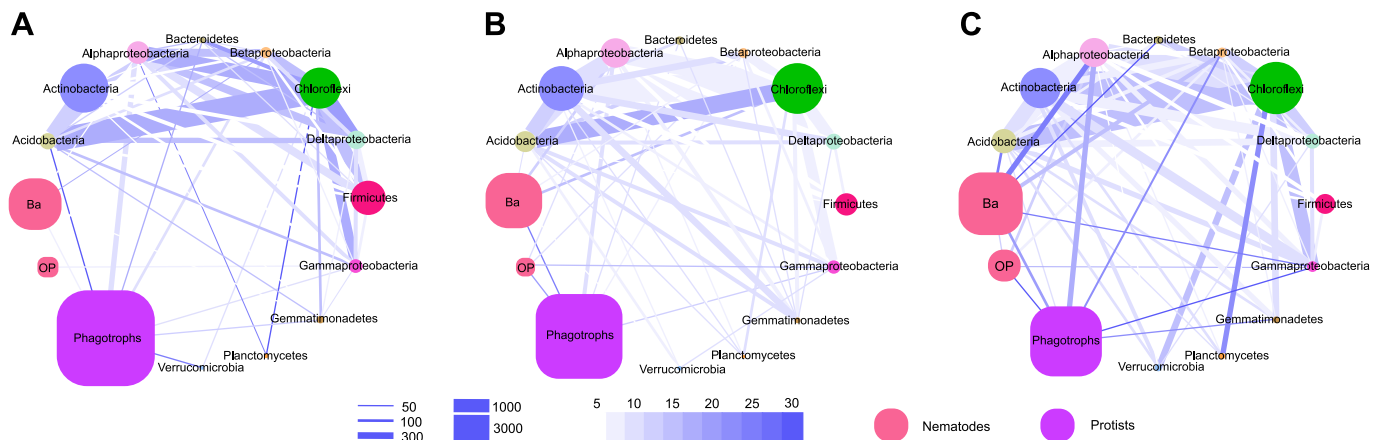 A
Bacteroidetes
Alphaproteobacteria
Betaproteobacteria
Actinobacteria
Chloroflexi
Acidobacteria
Deltaproteobacteria
Ba
Firmicutes
OP
Gammaproteobacteria
Phagotrophs
Gemmatimonadetes
Planctomycetes
Verrucomicrobia
B
Bacteroidetes
Alphaproteobacteria
Betaproteobacteria
Actinobacteria
Chloroflexi
Acidobacteria
Deltaproteobacteria
Ba
Firmicutes
OP
Gammaproteobacteria
Phagotrophs
Gemmatimonadetes
Planctomycetes
Verrucomicrobia
C
Bacteroidetes
Alphaproteobacteria
Betaproteobacteria
Actinobacteria
Chloroflexi
Acidobacteria
Deltaproteobacteria
Ba
Firmicutes
OP
Gammaproteobacteria
Phagotrophs
Gemmatimonadetes
Planctomycetes
Verrucomicrobia
50
100
300
1000
3000
5 10 15 20 25 30
Nematodes
Protists